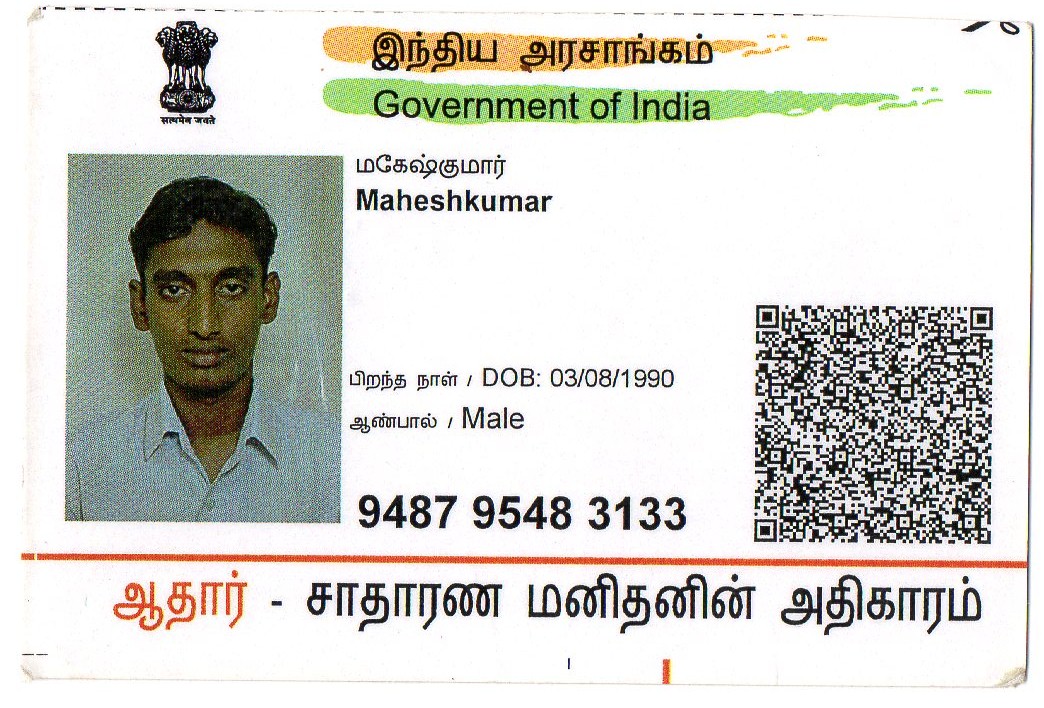 இந்திய அரசாங்கம்
Government of India
सत्यमेव जयते
மகேஷ்குமார்
Maheshkumar
பிறந்த நாள் / DOB: 03/08/1990
ஆண்பால் / Male
9487 9548 3133
ஆதார் - சாதாரண மனிதனின் அதிகாரம்